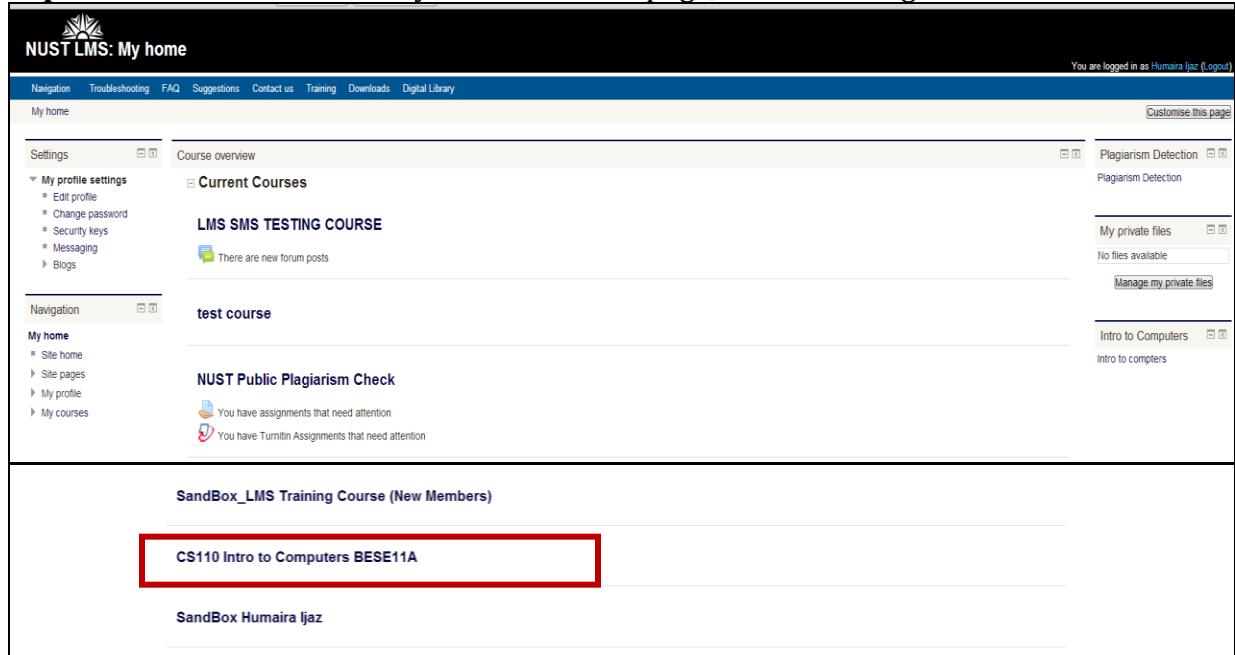 NUST LMS: My home
You are logged in as Humaira Ijaz (Logout)
Navigation Troubleshooting FAQ Suggestions Contact us Training Downloads Digital Library
My home
Customise this page
Settings
My profile settings
Edit profile
Change password
Security keys
Messaging
Blogs
Navigation
My home
Site home
Site pages
My profile
My courses
Course overview
Current Courses
LMS SMS TESTING COURSE
There are new forum posts
test course
NUST Public Plagiarism Check
You have assignments that need attention
You have Turnitin Assignments that need attention
Plagiarism Detection
Plagiarism Detection
My private files
No files available
Manage my private files
Intro to Computers
Intro to compters
SandBox_LMS Training Course (New Members)
CS110 Intro to Computers BESE11A
SandBox Humaira Ijaz